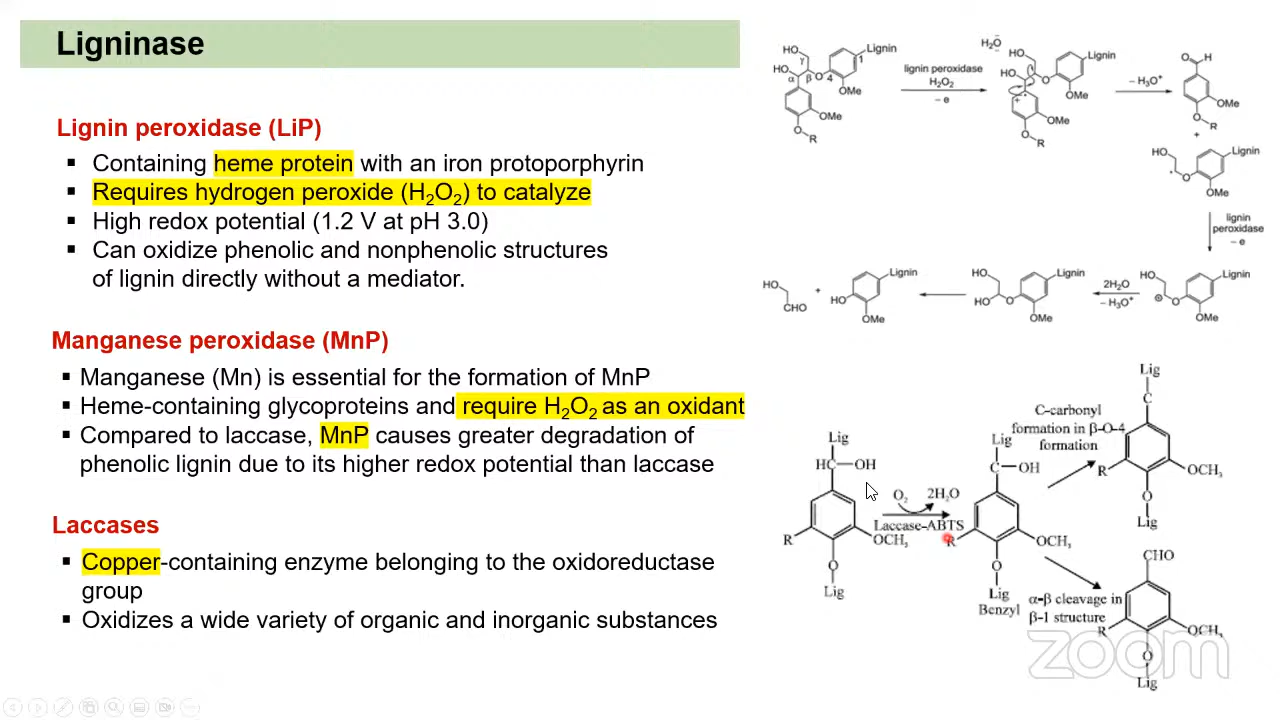 Ligninase
Lignin peroxidase (LiP)
▪ Containing heme protein with an iron protoporphyrin
▪ Requires hydrogen peroxide (H₂O₂) to catalyze
▪ High redox potential (1.2 V at pH 3.0)
▪ Can oxidize phenolic and nonphenolic structures
of lignin directly without a mediator.
Manganese peroxidase (MnP)
▪ Manganese (Mn) is essential for the formation of MnP
▪ Heme-containing glycoproteins and require H₂O₂ as an oxidant
▪ Compared to laccase, MnP causes greater degradation of
phenolic lignin due to its higher redox potential than laccase
Laccases
▪ Copper-containing enzyme belonging to the oxidoreductase
group
▪ Oxidizes a wide variety of organic and inorganic substances
HO
γ
Lignin
1
HO
α
β
O
4
OMe
OMe
O
R
lignin peroxidase
H₂O₂
– e
H₂O
HO
Lignin
HO
O
OMe
OMe
O
R
– H₃O⁺
O
H
OMe
O
R
+
HO
Lignin
O
OMe
lignin
peroxidase
– e
HO
Lignin
⊕
O
OMe
2H₂O
– H₃O⁺
HO
Lignin
HO
O
OMe
HO
CHO
+
Lignin
HO
OMe
Lig
HC—OH
R
OCH₃
O
Lig
O₂
2H₂O
Laccase-ABTS
Lig
C—OH
R
OCH₃
O
Lig
Benzyl
C-carbonyl
formation in β-O-4
formation
Lig
C
R
OCH₃
O
Lig
α-β cleavage in
β-1 structure
CHO
R
OCH₃
O
Lig
zoom